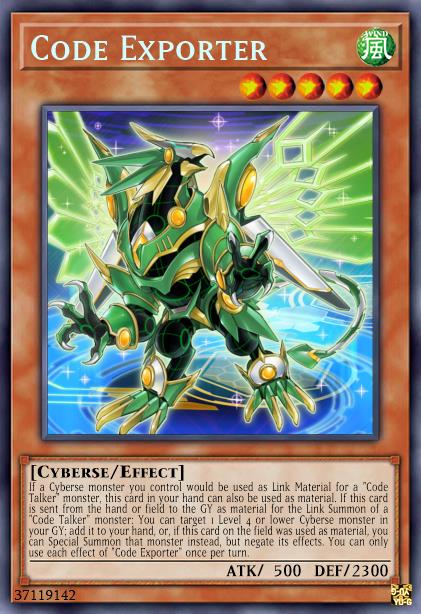 CODE EXPORTER
WIND
風
[CYBERSE/EFFECT]
If a Cyberse monster you control would be used as Link Material for a "Code
Talker" monster, this card in your hand can also be used as material. If this card
is sent from the hand or field to the GY as material for the Link Summon of a
"Code Talker" monster: You can target 1 Level 4 or lower Cyberse monster in
your GY; add it to your hand, or, if this card on the field was used as material, you
can Special Summon that monster instead, but negate its effects. You can only
use each effect of "Code Exporter" once per turn.
ATK/ 500 DEF/2300
37119142